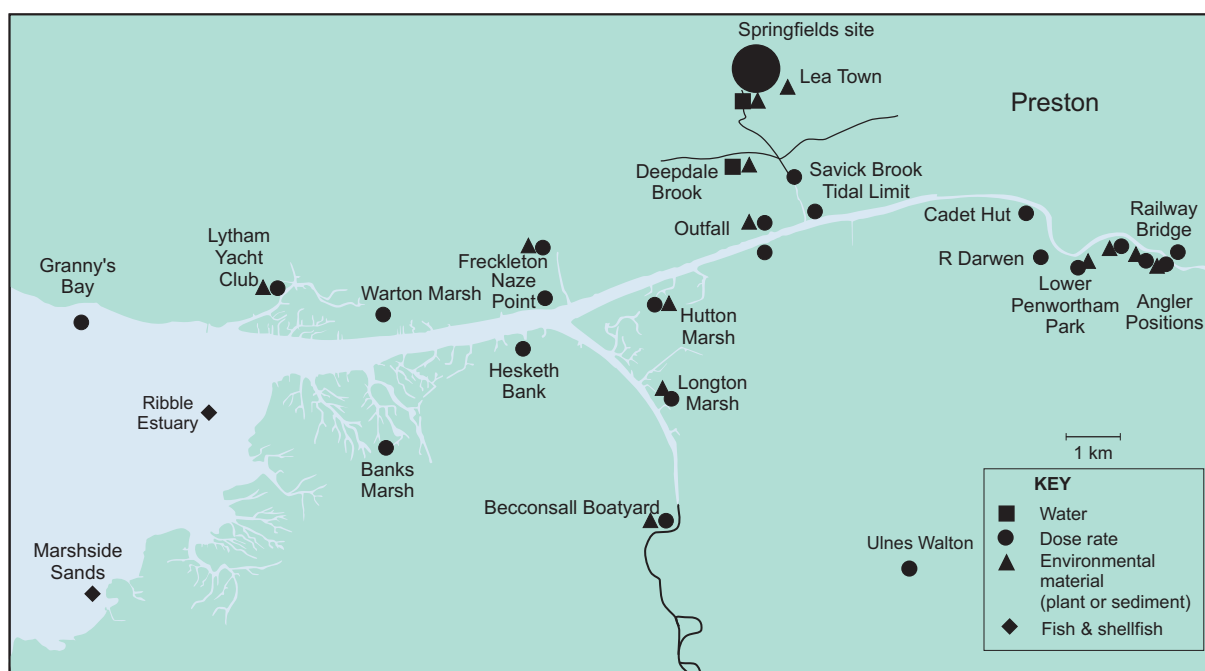 Springfields site
Lea Town
Preston
Deepdale
Brook
Savick Brook
Tidal Limit
Outfall
Cadet Hut
Railway
Bridge
R Darwen
Lower
Penwortham
Park
Angler
Positions
Lytham
Yacht
Club
Granny's
Bay
Warton Marsh
Freckleton
Naze
Point
Hutton
Marsh
Hesketh
Bank
Longton
Marsh
Ribble
Estuary
Banks
Marsh
Becconsall Boatyard
Marshside
Sands
Ulnes Walton
1 km
KEY
Water
Dose rate
Environmental
material
(plant or sediment)
Fish & shellfish